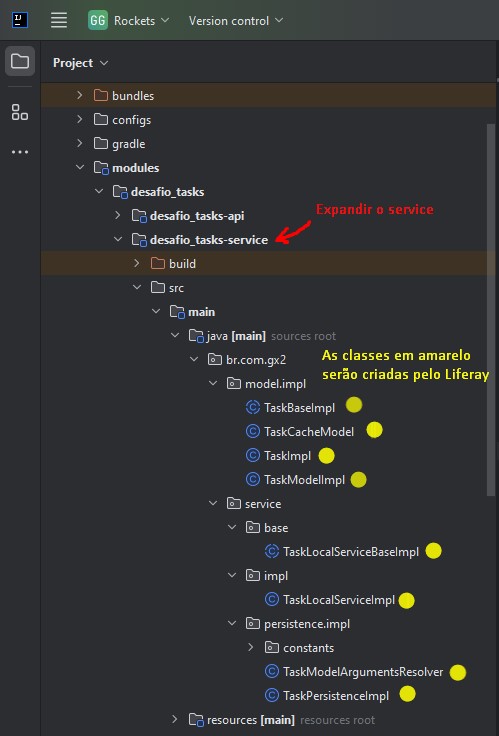 IJ
GG Rockets Version control
Project
bundles
configs
gradle
modules
desafio_tasks
desafio_tasks-api
Expandir o service
desafio_tasks-service
build
src
main
java [main] sources root
br.com.gx2
As classes em amarelo
serão criadas pelo Liferay
model.impl
TaskBaseImpl
TaskCacheModel
TaskImpl
TaskModelImpl
service
base
TaskLocalServiceBaseImpl
impl
TaskLocalServiceImpl
persistence.impl
constants
TaskModelArgumentsResolver
TaskPersistenceImpl
resources [main] resources root